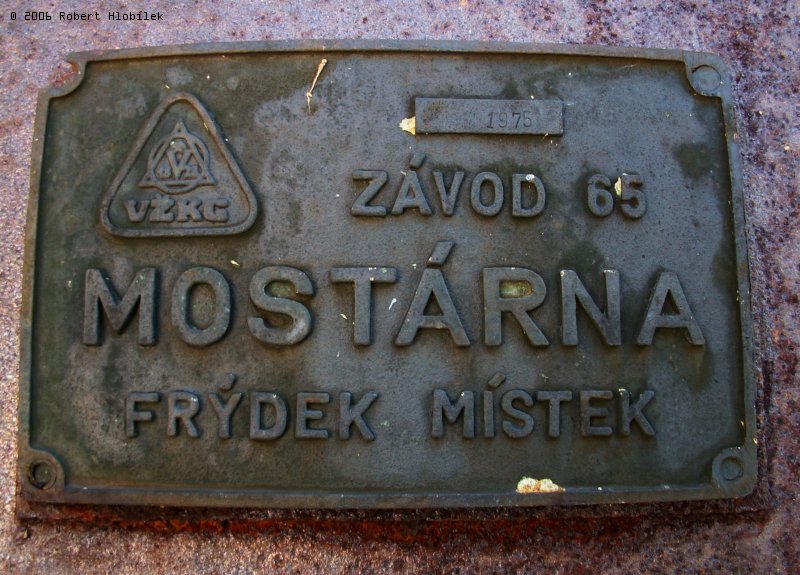 © 2006 Robert Hlobílek
1975
VŽKG
ZÁVOD 65
MOSTÁRNA
FRÝDEK MÍSTEK